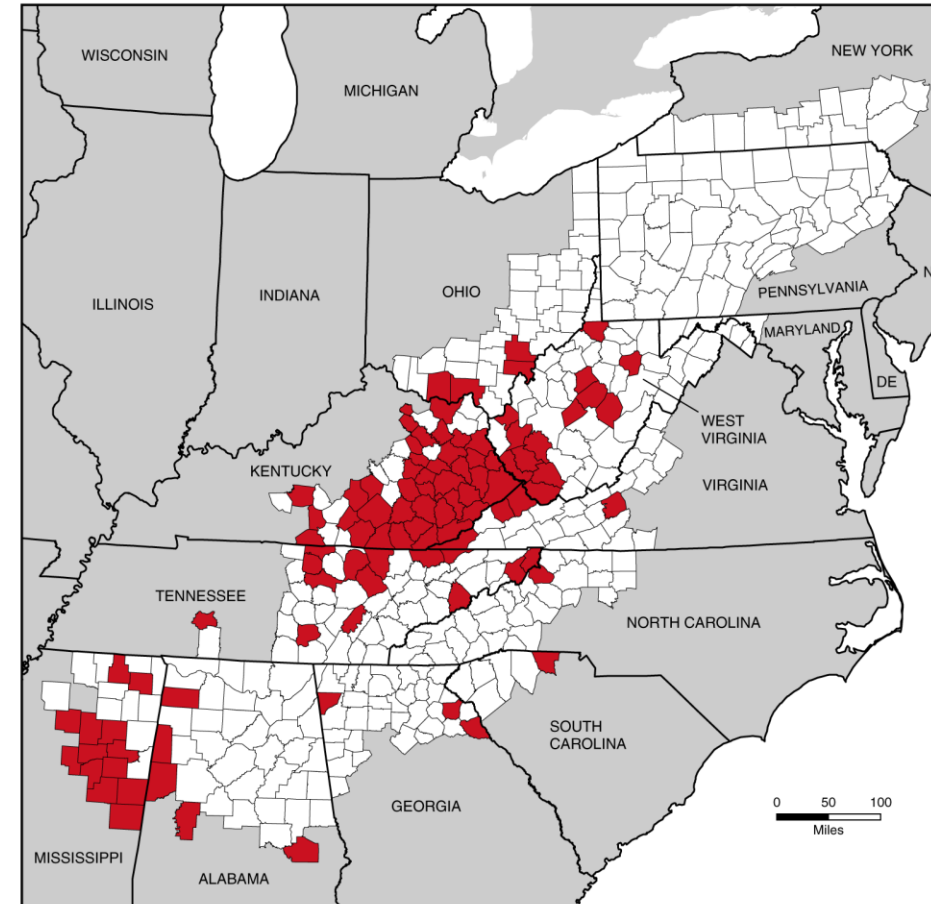 WISCONSIN
NEW YORK
MICHIGAN
PENNSYLVANIA
OHIO
INDIANA
ILLINOIS
N
MARYLAND
DE
WEST
VIRGINIA
KENTUCKY
VIRGINIA
TENNESSEE
NORTH CAROLINA
SOUTH
CAROLINA
GEORGIA
0 50 100
Miles
MISSISSIPPI
ALABAMA